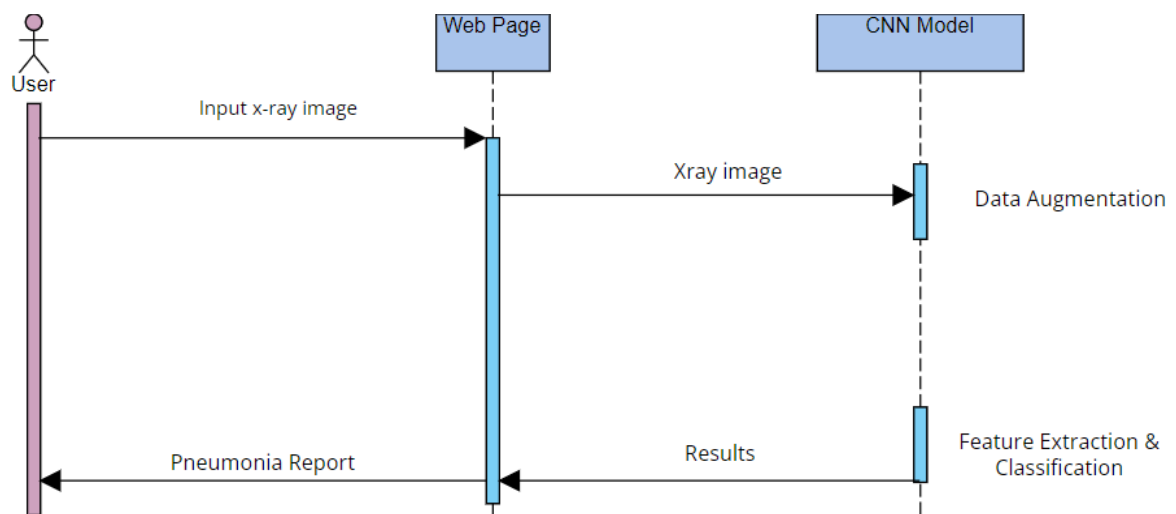 Web Page
CNN Model
User
Input x-ray image
Xray image
Data Augmentation
Feature Extraction &
Classification
Results
Pneumonia Report